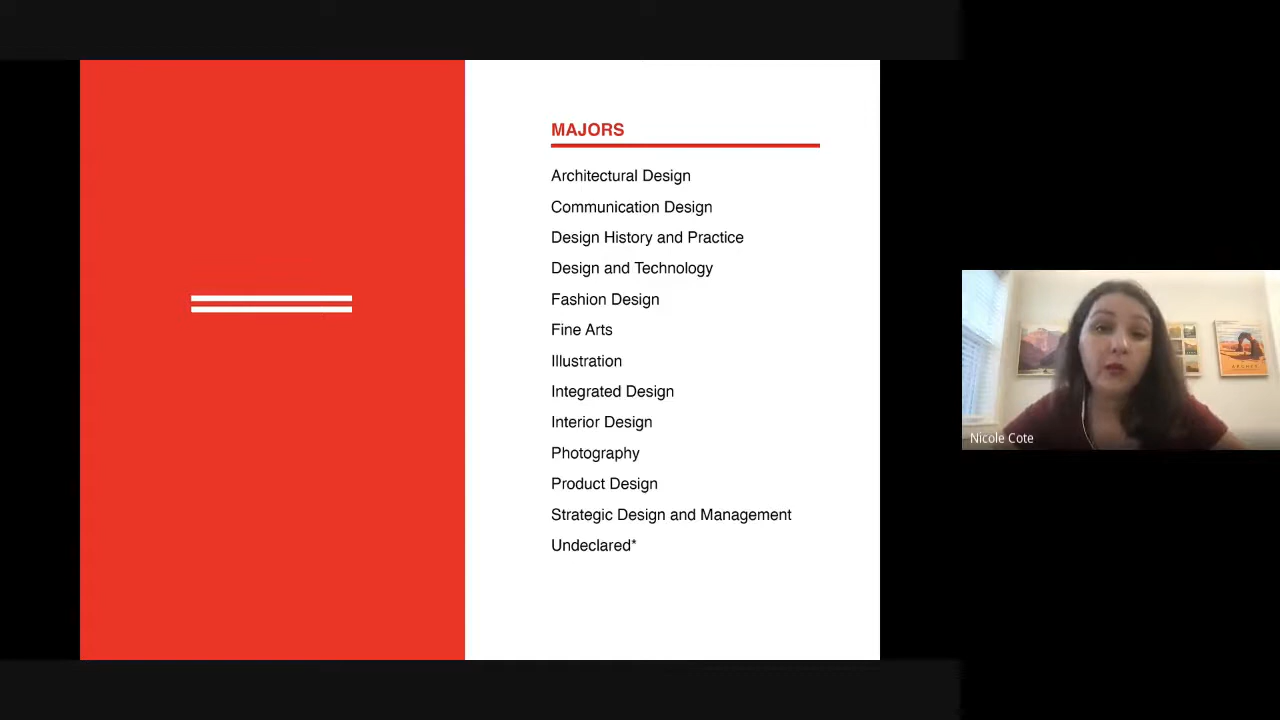 MAJORS
Architectural Design
Communication Design
Design History and Practice
Design and Technology
Fashion Design
Fine Arts
Illustration
Integrated Design
Interior Design
Photography
Product Design
Strategic Design and Management
Undeclared*
ARCHES
Nicole Cote